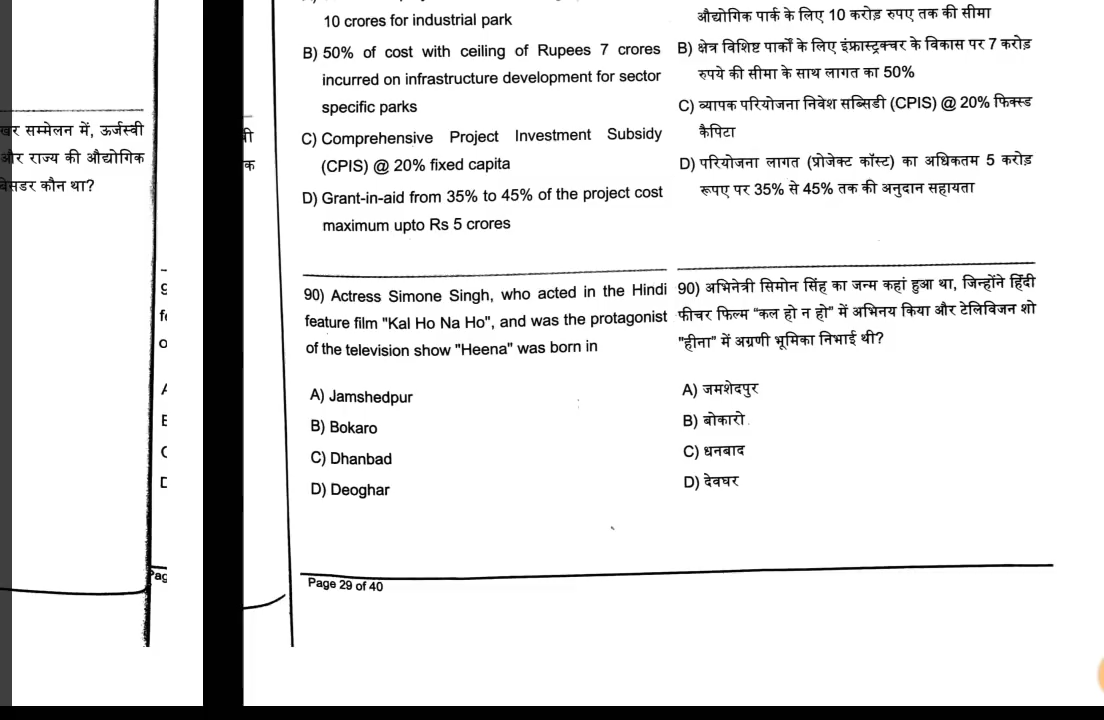 खर सम्मेलन में, ऊर्जस्वी
और राज्य की औद्योगिक
कौन था?
Pag
10 crores for industrial park
B) 50% of cost with ceiling of Rupees 7 crores
incurred on infrastructure development for sector
specific parks
C) Comprehensive Project Investment Subsidy
(CPIS) @ 20% fixed capita
D) Grant-in-aid from 35% to 45% of the project cost
maximum upto Rs 5 crores
औद्योगिक पार्क के लिए 10 करोड़ रुपए तक की सीमा
B) क्षेत्र विशिष्ट पार्कों के लिए इंफ्रास्ट्रक्चर के विकास पर 7 करोड़
रुपये की सीमा के साथ लागत का 50%
C) व्यापक परियोजना निवेश सब्सिडी (CPIS) @ 20% फिक्स्ड
कैपिटा
D) परियोजना लागत (प्रोजेक्ट कॉस्ट) का अधिकतम 5 करोड़
रूपए पर 35% से 45% तक की अनुदान सहायता
90) Actress Simone Singh, who acted in the Hindi
feature film "Kal Ho Na Ho", and was the protagonist
of the television show "Heena" was born in
A) Jamshedpur
B) Bokaro
C) Dhanbad
D) Deoghar
90) अभिनेत्री सिमोन सिंह का जन्म कहां हुआ था, जिन्होंने हिंदी
फीचर फिल्म "कल हो न हो" में अभिनय किया और टेलिविजन शो
"हीना" में अग्रणी भूमिका निभाई थी?
A) जमशेदपुर
B) बोकारो
C) धनबाद
D) देवघर
Page 29 of 40